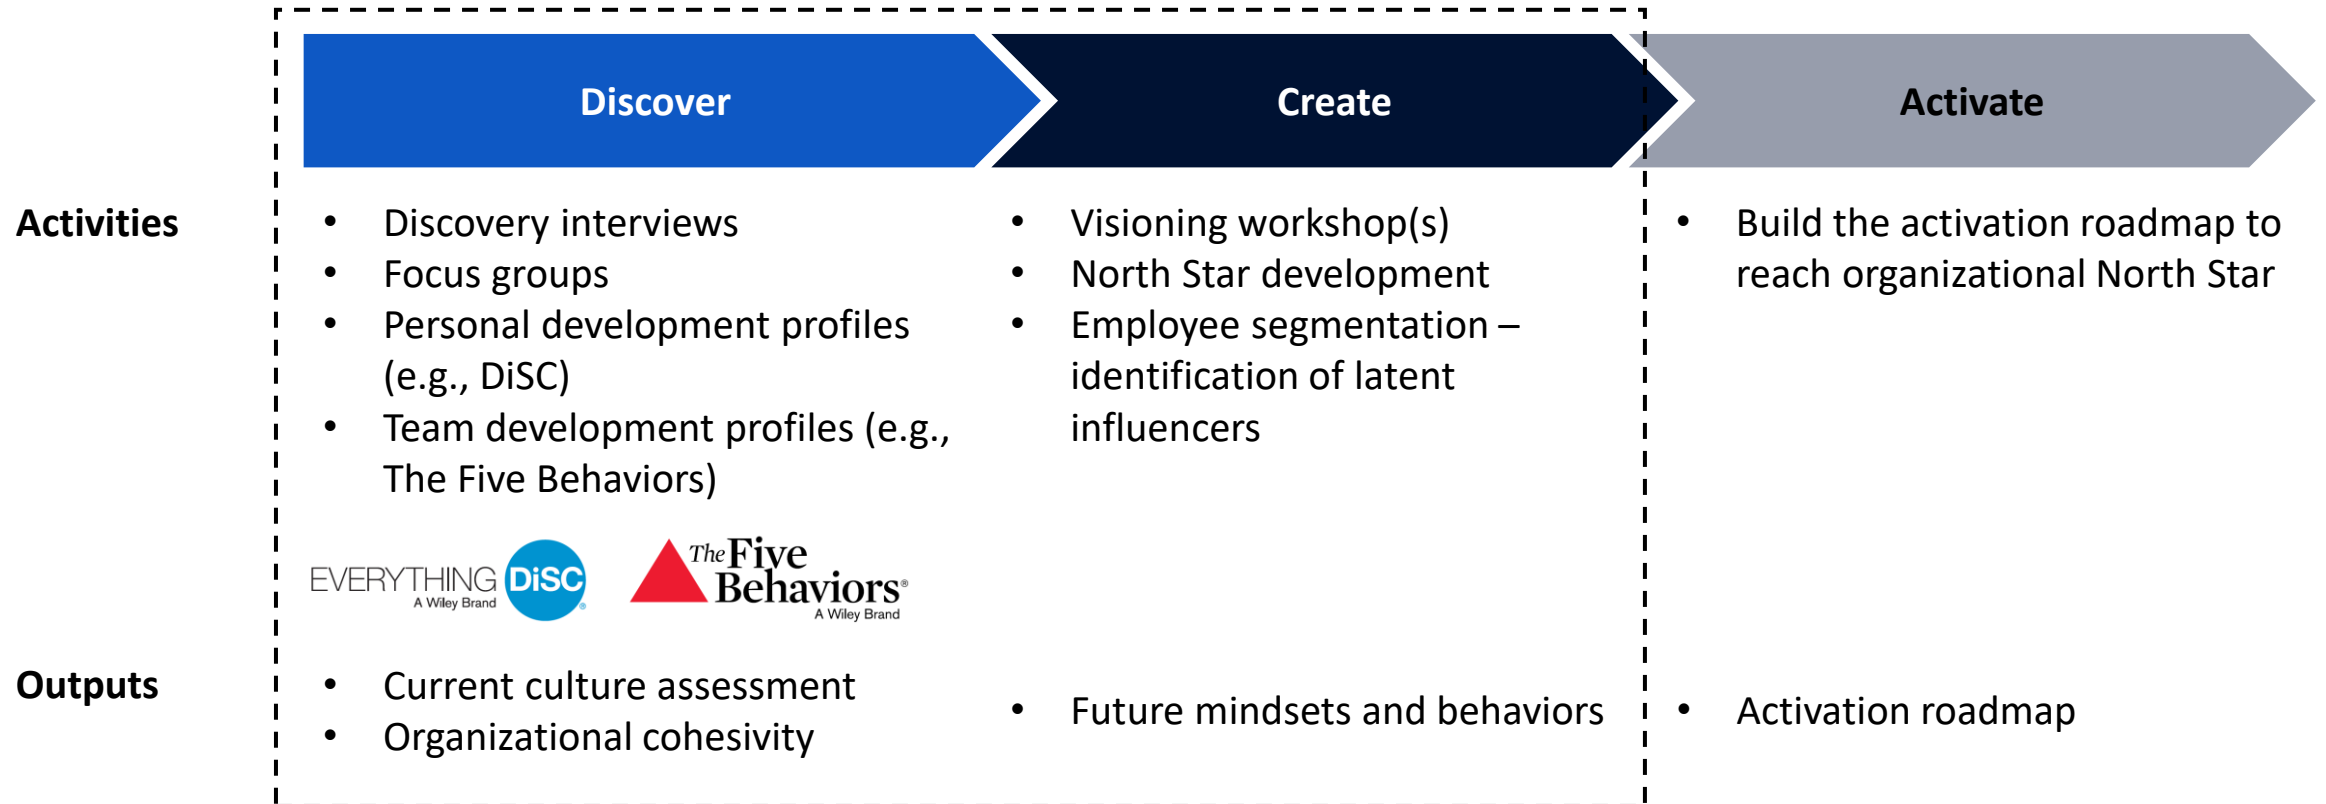 Discover
Create
Activate
Activities
• Discovery interviews
• Focus groups
• Personal development profiles
(e.g., DiSC)
• Team development profiles (e.g.,
The Five Behaviors)
EVERYTHING DiSC®
A Wiley Brand
The Five
Behaviors®
A Wiley Brand
• Visioning workshop(s)
• North Star development
• Employee segmentation –
identification of latent
influencers
• Build the activation roadmap to
reach organizational North Star
Outputs
• Current culture assessment
• Organizational cohesivity
• Future mindsets and behaviors
• Activation roadmap